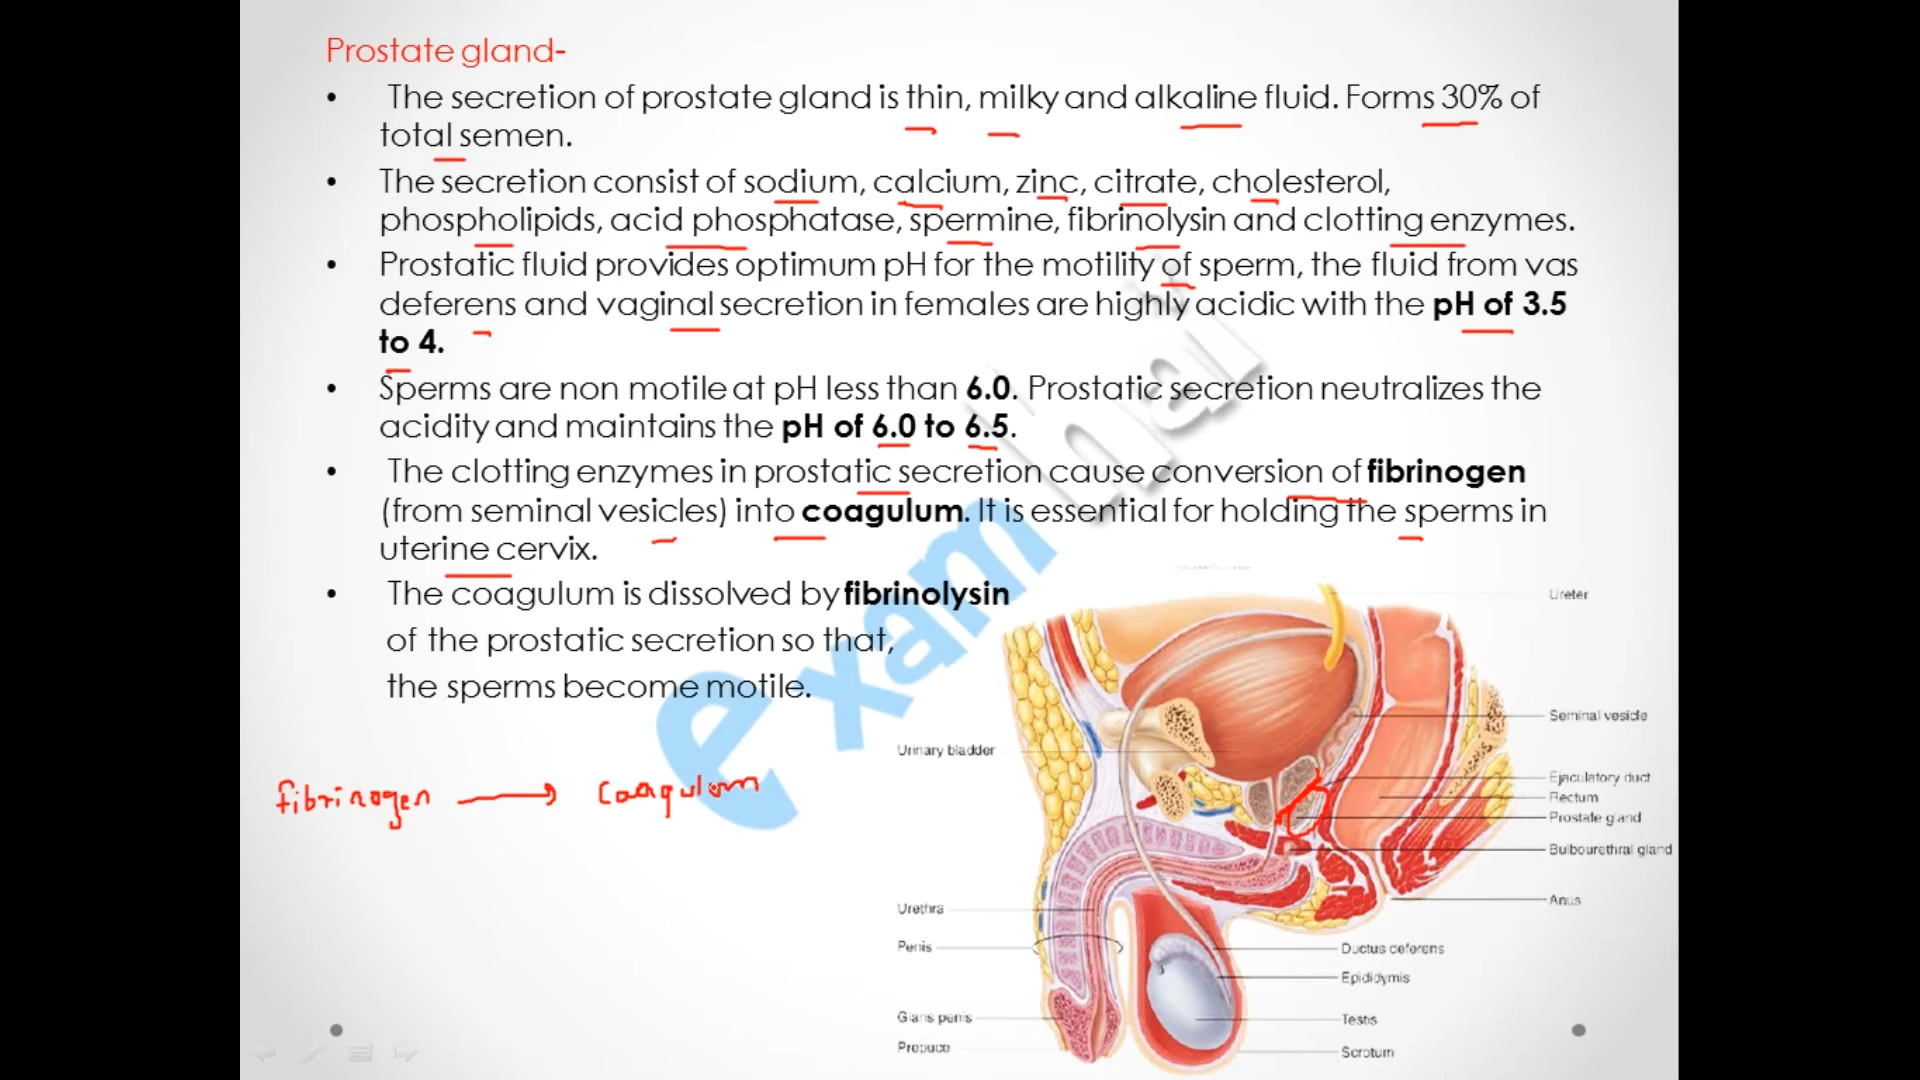 Prostate gland-
• The secretion of prostate gland is thin, milky and alkaline fluid. Forms 30% of
total semen.
• The secretion consist of sodium, calcium, zinc, citrate, cholesterol,
phospholipids, acid phosphatase, spermine, fibrinolysin and clotting enzymes.
• Prostatic fluid provides optimum pH for the motility of sperm, the fluid from vas
deferens and vaginal secretion in females are highly acidic with the pH of 3.5
to 4.
• Sperms are non motile at pH less than 6.0. Prostatic secretion neutralizes the
acidity and maintains the pH of 6.0 to 6.5.
• The clotting enzymes in prostatic secretion cause conversion of fibrinogen
(from seminal vesicles) into coagulum. It is essential for holding the sperms in
uterine cervix.
• The coagulum is dissolved by fibrinolysin
of the prostatic secretion so that,
the sperms become motile.
fibrinogen → coagulum
exam hai
Ureter
Seminal vesicle
Urinary bladder
Ejaculatory duct
Rectum
Prostate gland
Bulbourethral gland
Anus
Urethra
Penis
Ductus deferens
Epididymis
Glans penis
Testis
Prepuce
Scrotum